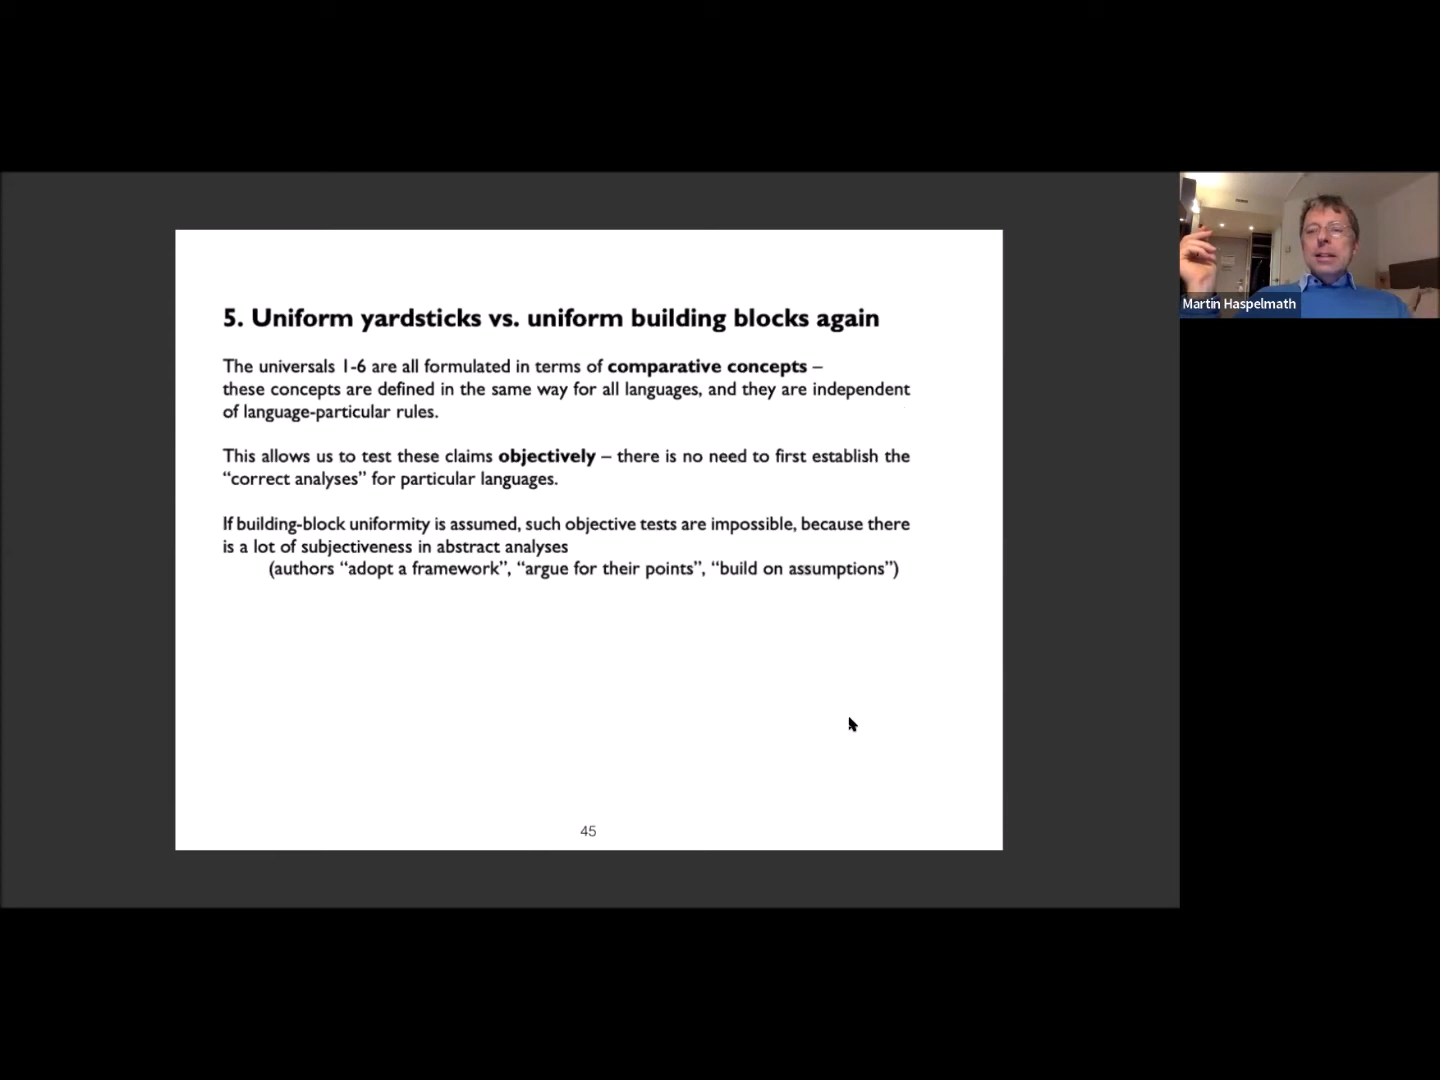 5. Uniform yardsticks vs. uniform building blocks again
The universals 1-6 are all formulated in terms of comparative concepts –
these concepts are defined in the same way for all languages, and they are independent
of language-particular rules.
This allows us to test these claims objectively – there is no need to first establish the
“correct analyses” for particular languages.
If building-block uniformity is assumed, such objective tests are impossible, because there
is a lot of subjectiveness in abstract analyses
(authors “adopt a framework”, “argue for their points”, “build on assumptions”)
45
Martin Haspelmath